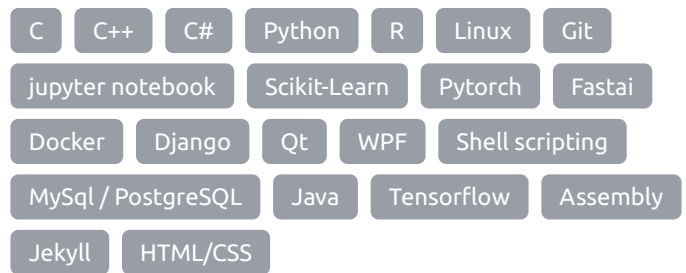 C C++ C# Python R Linux Git
jupyter notebook Scikit-Learn Pytorch Fastai
Docker Django Qt WPF Shell scripting
MySql / PostgreSQL Java Tensorflow Assembly
Jekyll HTML/CSS